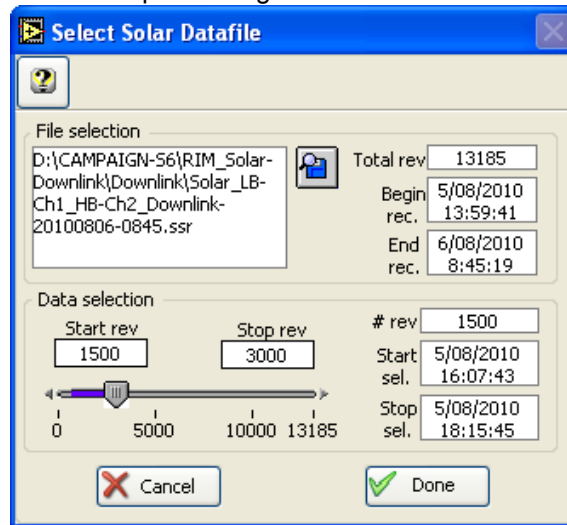 Select Solar Datafile
File selection
D:\CAMPAIGN-S6\RIM_Solar-
Downlink\Downlink\Solar_LB-
Ch1_HB-Ch2_Downlink-
20100806-0845.ssr
Total rev 13185
Begin rec. 5/08/2010 13:59:41
End rec. 6/08/2010 8:45:19
Data selection
Start rev Stop rev
1500 3000
0 5000 10000 13185
# rev 1500
Start sel. 5/08/2010 16:07:43
Stop sel. 5/08/2010 18:15:45
Cancel Done